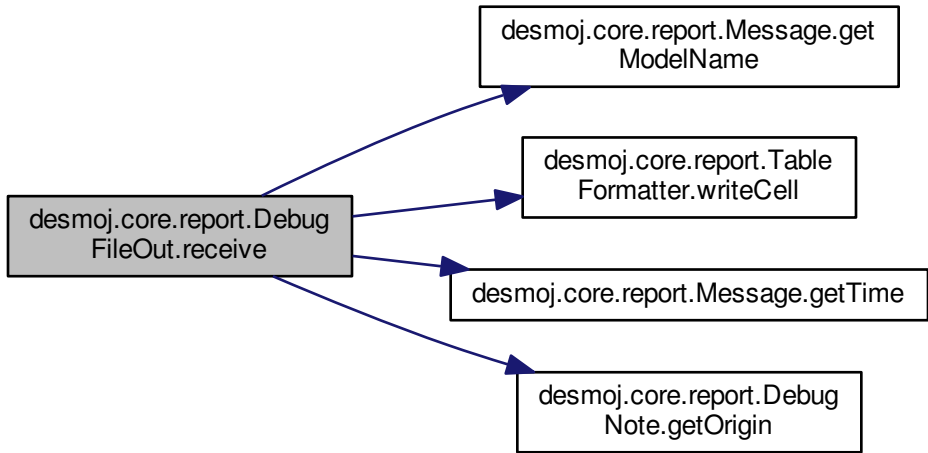 desmoj.core.report.Debug
FileOut.receive
desmoj.core.report.Message.get
ModelName
desmoj.core.report.Table
Formatter.writeCell
desmoj.core.report.Message.getTime
desmoj.core.report.Debug
Note.getOrigin